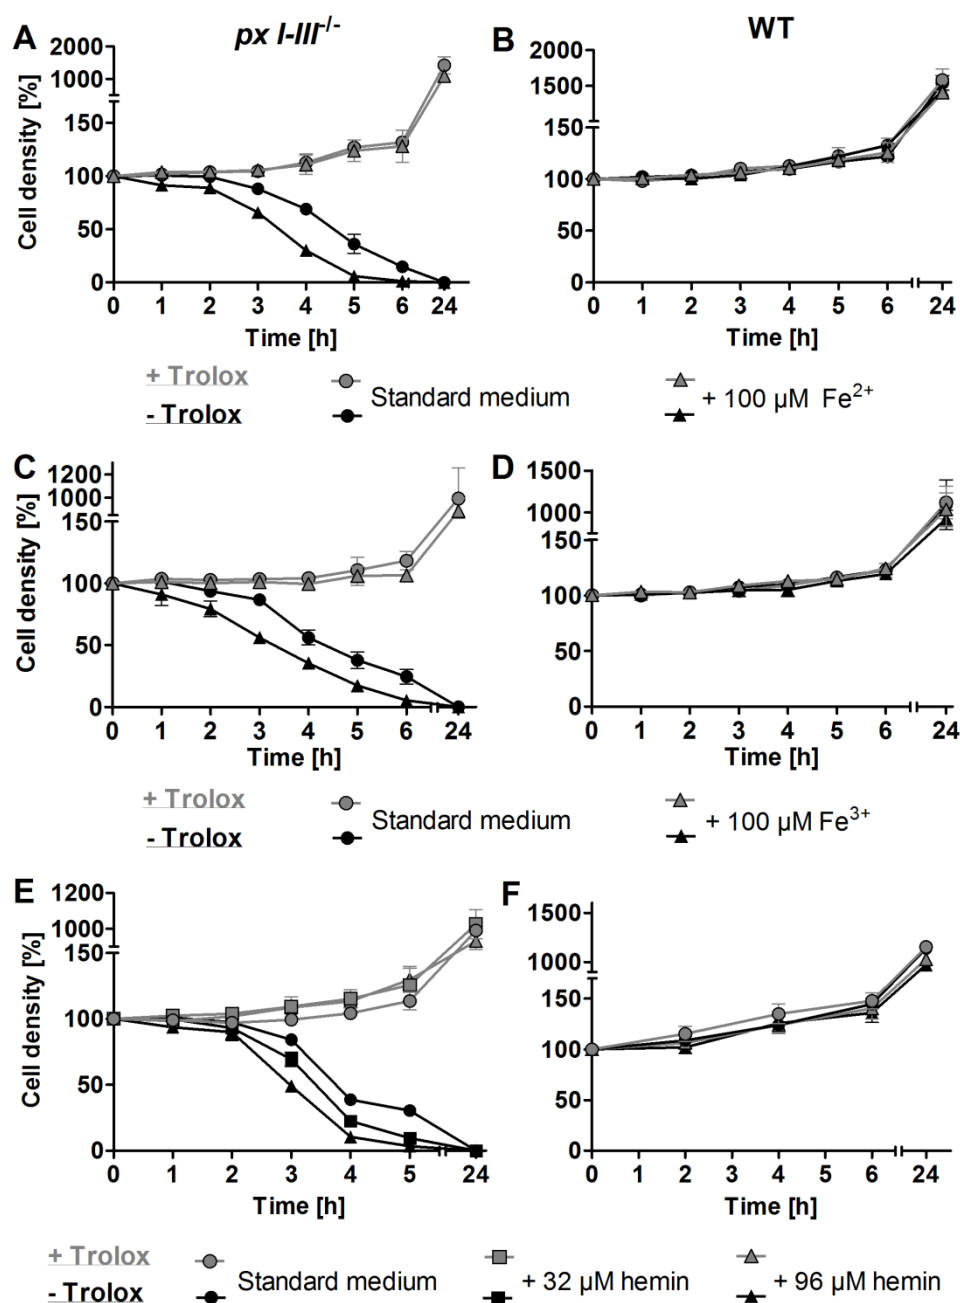 A px I-III-/- B WT
Cell density [%]
2000
1000
150
100
50
0
0 1 2 3 4 5 6 24
Time [h]
1500
500
150
100
50
0
0 1 2 3 4 5 6 24
Time [h]
+ Trolox
- Trolox
Standard medium
+ 100 µM Fe2+
C D
Cell density [%]
1200
1000
150
100
50
0
0 1 2 3 4 5 6 24
Time [h]
1500
1000
150
100
50
0
0 1 2 3 4 5 6 24
Time [h]
+ Trolox
- Trolox
Standard medium
+ 100 µM Fe3+
E F
Cell density [%]
1200
1000
150
100
50
0
0 1 2 3 4 5 24
Time [h]
1500
1000
150
100
50
0
0 1 2 3 4 5 6 24
Time [h]
+ Trolox
- Trolox
Standard medium
+ 32 µM hemin
+ 96 µM hemin